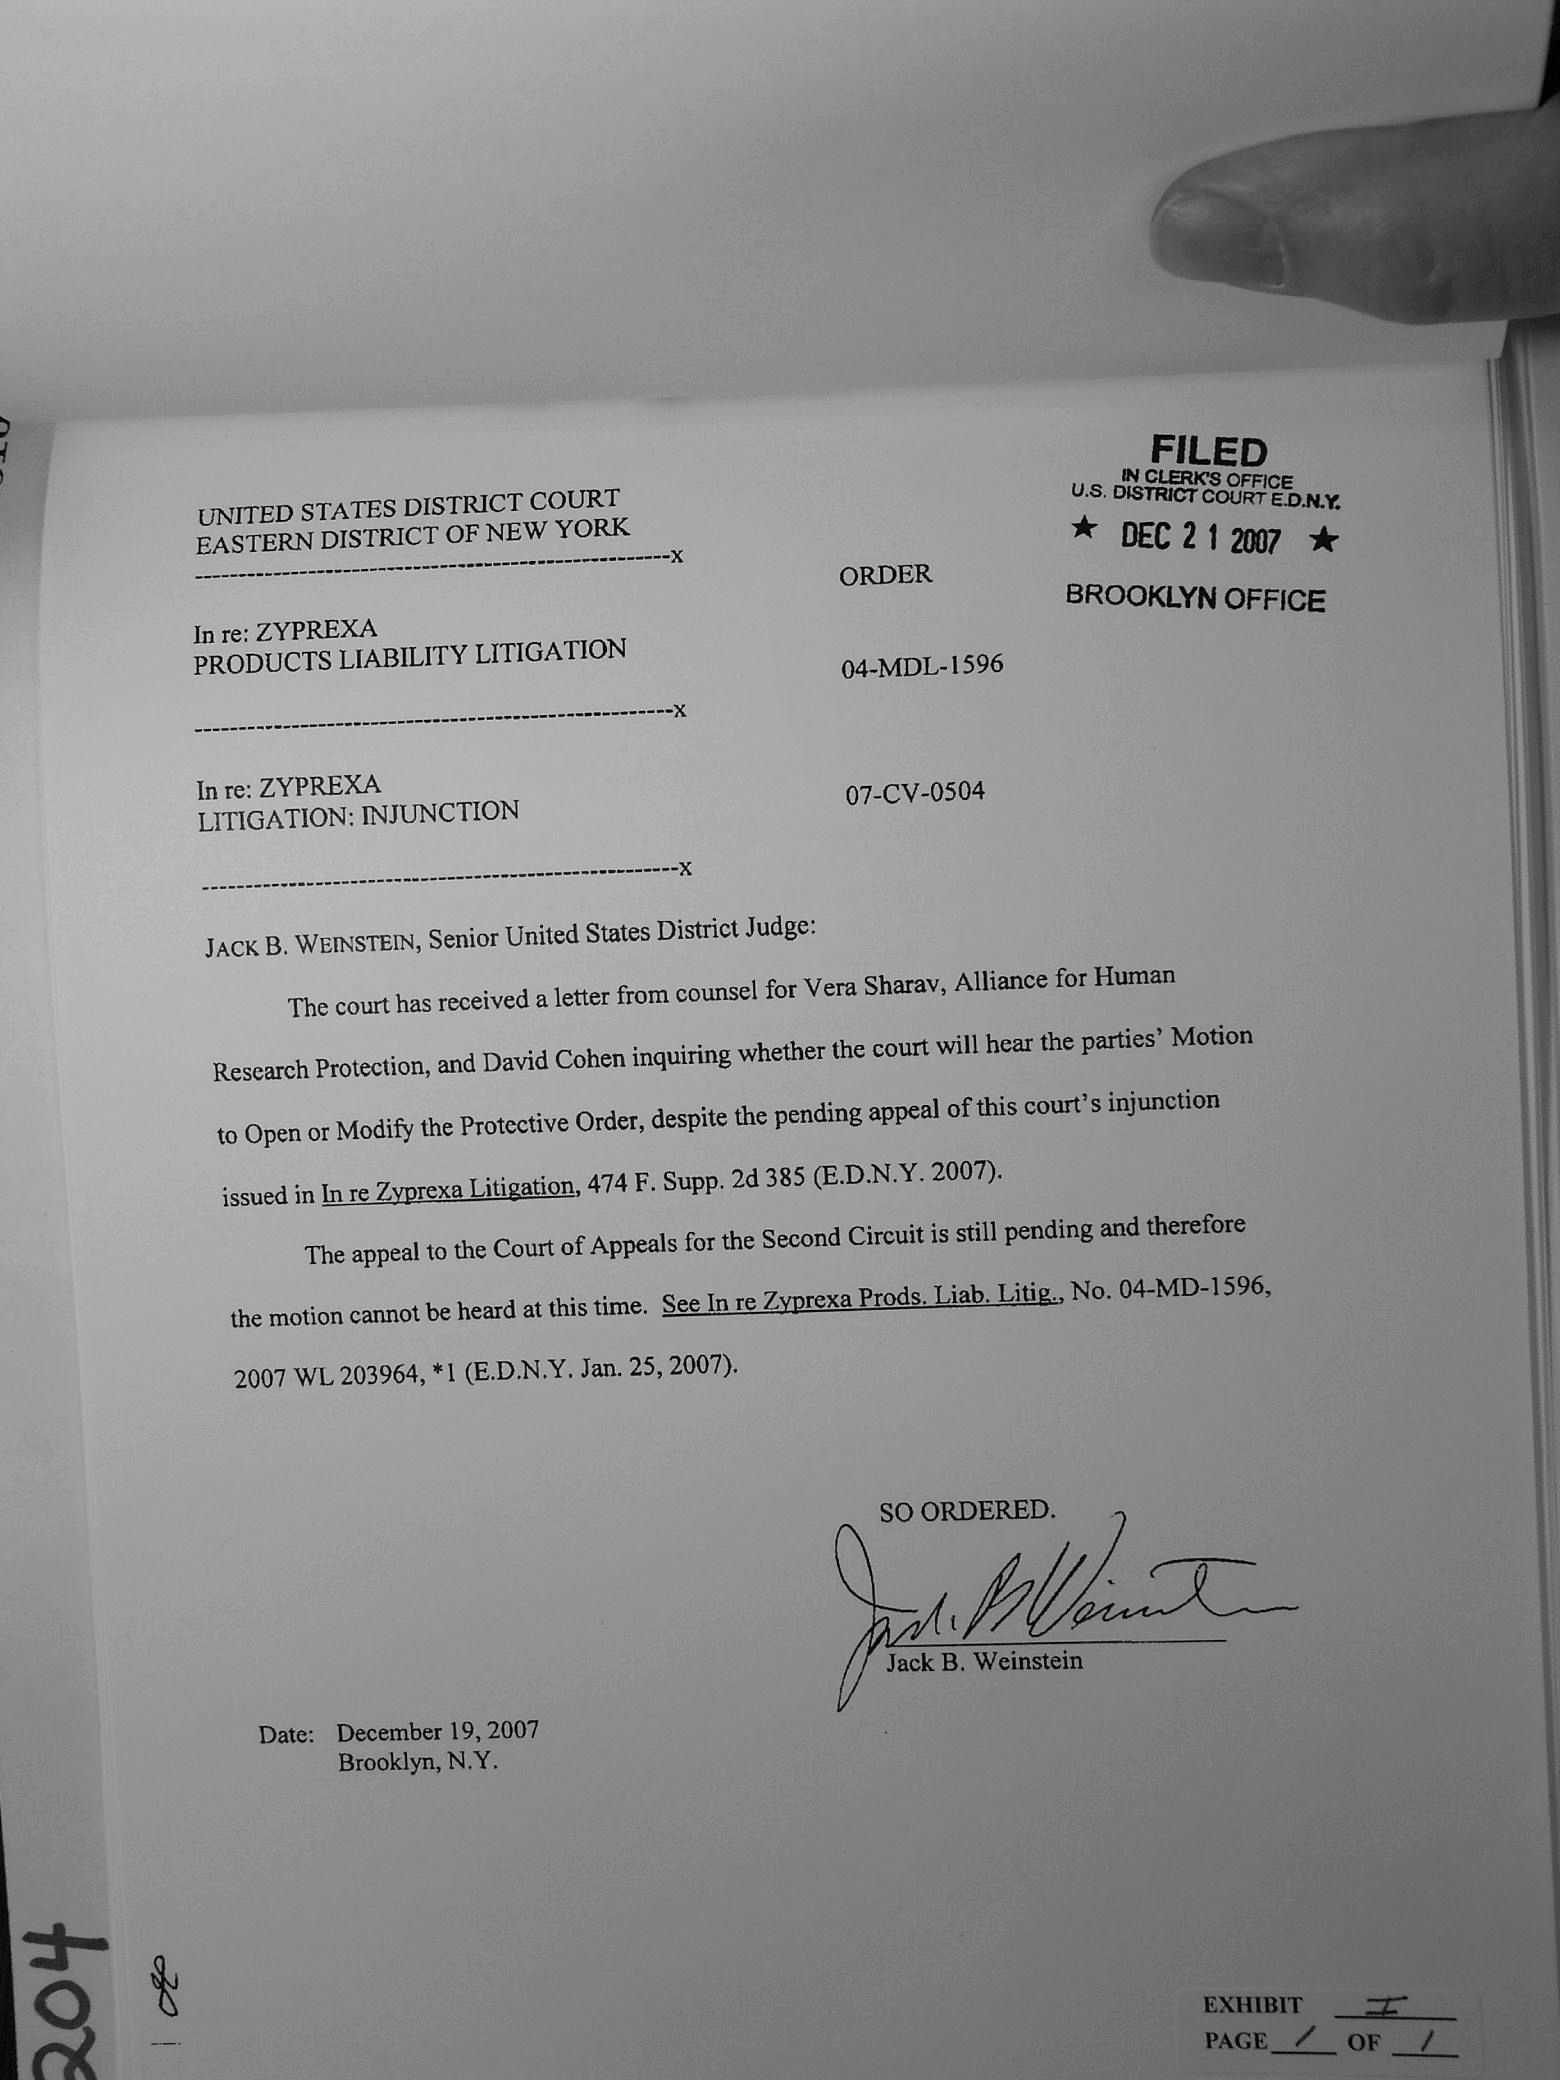 FILED
IN CLERK'S OFFICE
U.S. DISTRICT COURT E.D.N.Y.
★ DEC 21 2007 ★
BROOKLYN OFFICE
UNITED STATES DISTRICT COURT
EASTERN DISTRICT OF NEW YORK
-------------------------------------------------------x
ORDER
In re: ZYPREXA
PRODUCTS LIABILITY LITIGATION
04-MDL-1596
-------------------------------------------------------x
In re: ZYPREXA
LITIGATION: INJUNCTION
07-CV-0504
-------------------------------------------------------x
JACK B. WEINSTEIN, Senior United States District Judge:
The court has received a letter from counsel for Vera Sharav, Alliance for Human
Research Protection, and David Cohen inquiring whether the court will hear the parties' Motion
to Open or Modify the Protective Order, despite the pending appeal of this court's injunction
issued in In re Zyprexa Litigation, 474 F. Supp. 2d 385 (E.D.N.Y. 2007).
The appeal to the Court of Appeals for the Second Circuit is still pending and therefore
the motion cannot be heard at this time. See In re Zyprexa Prods. Liab. Litig., No. 04-MD-1596,
2007 WL 203964, *1 (E.D.N.Y. Jan. 25, 2007).
SO ORDERED.
Jack B Weinstein
Jack B. Weinstein
Date: December 19, 2007
Brooklyn, N.Y.
204
EXHIBIT I
PAGE 1 OF 1